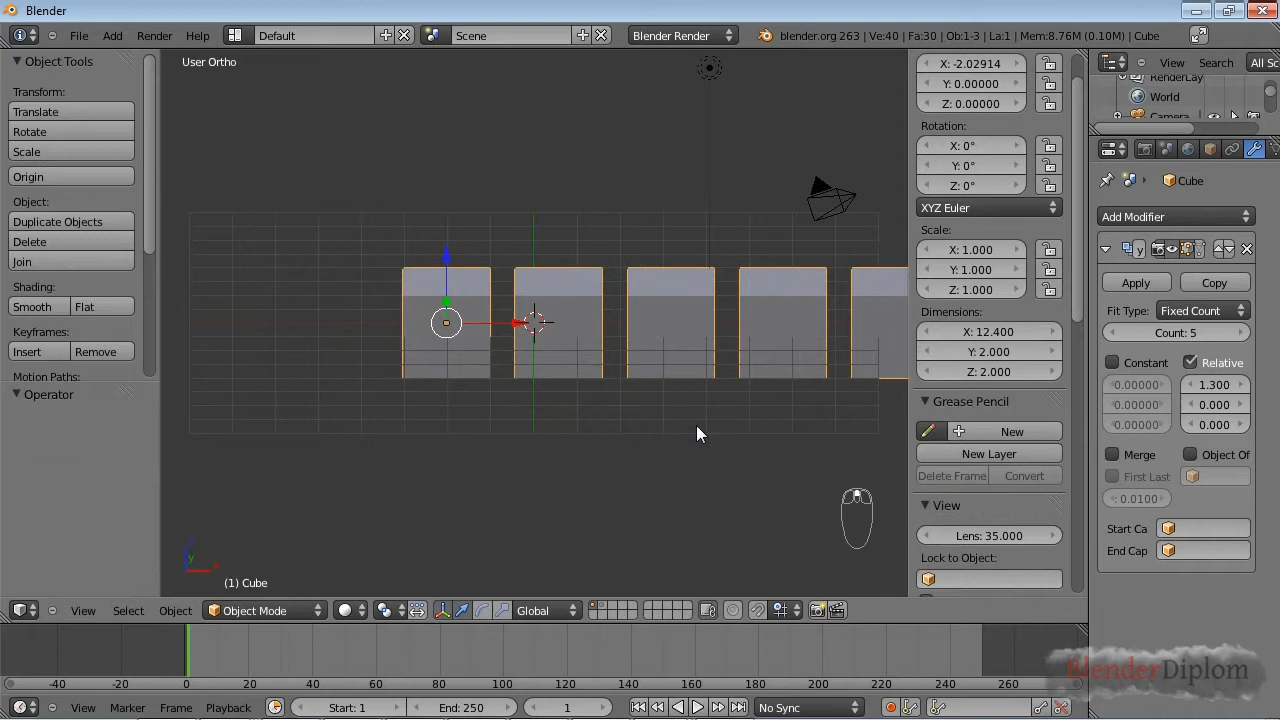 Blender
File Add Render Help Default Scene Blender Render blender.org 263 | Ve:40 | Fa:30 | Ob:1-3 | La:1 | Mem:8.76M (0.10M) | Cube
Object Tools
Transform:
Translate
Rotate
Scale
Origin
Object:
Duplicate Objects
Delete
Join
Shading:
Smooth Flat
Keyframes:
Insert Remove
Motion Paths:
Operator
User Ortho
z
y
x
(1) Cube
X: -2.02914
Y: 0.00000
Z: 0.00000
Rotation:
X: 0°
Y: 0°
Z: 0°
XYZ Euler
Scale:
X: 1.000
Y: 1.000
Z: 1.000
Dimensions:
X: 12.400
Y: 2.000
Z: 2.000
Grease Pencil
New
New Layer
Delete Frame Convert
View
Lens: 35.000
Lock to Object:
View Search All Sc
RenderLay
World
Camera
Cube
Add Modifier
y
Apply Copy
Fit Type: Fixed Count
Count: 5
Constant Relative
0.00000 1.300
0.00000 0.000
0.00000 0.000
Merge Object Of
First Last
0.0100
Start Ca
End Cap
View Select Object Object Mode Global
-40 -20 0 20 40 60 80 100 120 140 160 180 200 220 240 260
View Marker Frame Playback Start: 1 End: 250 1 No Sync
BlenderDiplom